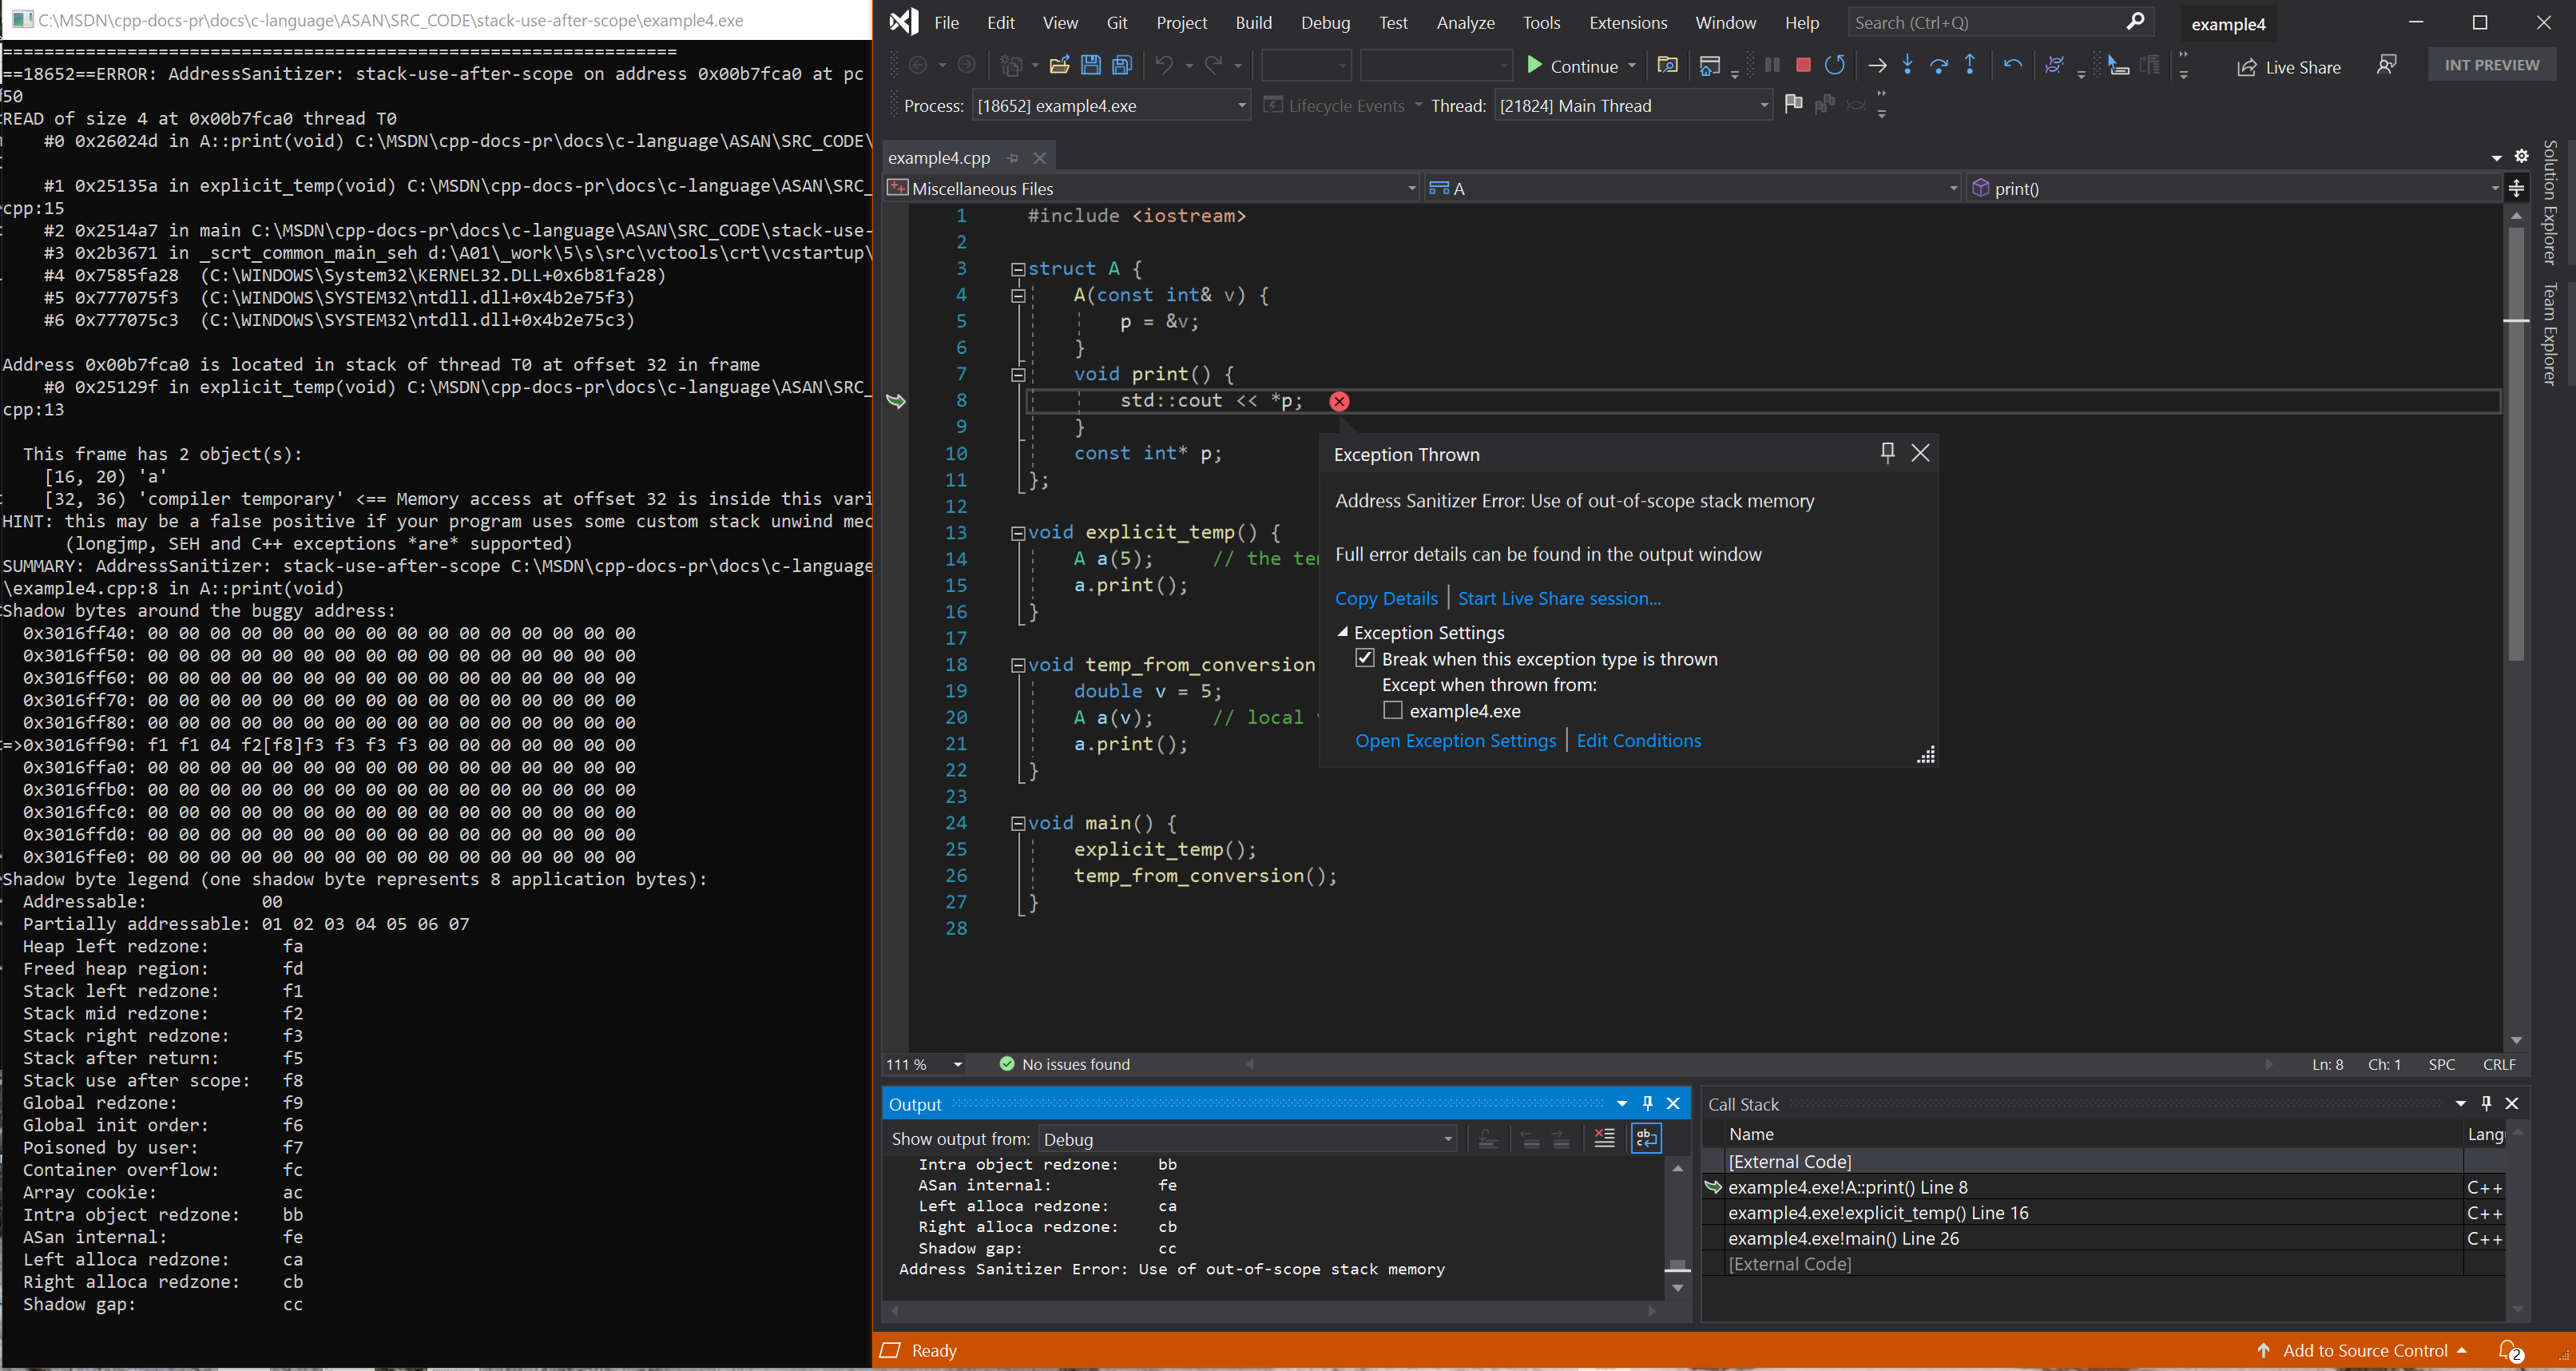 C:\MSDN\cpp-docs-pr\docs\c-language\ASAN\SRC_CODE\stack-use-after-scope\example4.exe
=================================================================
==18652==ERROR: AddressSanitizer: stack-use-after-scope on address 0x00b7fca0 at pc
50
READ of size 4 at 0x00b7fca0 thread T0
#0 0x26024d in A::print(void) C:\MSDN\cpp-docs-pr\docs\c-language\ASAN\SRC_CODE\
#1 0x25135a in explicit_temp(void) C:\MSDN\cpp-docs-pr\docs\c-language\ASAN\SRC_
cpp:15
#2 0x2514a7 in main C:\MSDN\cpp-docs-pr\docs\c-language\ASAN\SRC_CODE\stack-use-
#3 0x2b3671 in _scrt_common_main_seh d:\A01\_work\5\s\src\vctools\crt\vcstartup\
#4 0x7585fa28  (C:\WINDOWS\System32\KERNEL32.DLL+0x6b81fa28)
#5 0x777075f3  (C:\WINDOWS\SYSTEM32\ntdll.dll+0x4b2e75f3)
#6 0x777075c3  (C:\WINDOWS\SYSTEM32\ntdll.dll+0x4b2e75c3)
Address 0x00b7fca0 is located in stack of thread T0 at offset 32 in frame
#0 0x25129f in explicit_temp(void) C:\MSDN\cpp-docs-pr\docs\c-language\ASAN\SRC_
cpp:13
This frame has 2 object(s):
[16, 20) 'a'
[32, 36) 'compiler temporary' <== Memory access at offset 32 is inside this vari
HINT: this may be a false positive if your program uses some custom stack unwind mec
(longjmp, SEH and C++ exceptions *are* supported)
SUMMARY: AddressSanitizer: stack-use-after-scope C:\MSDN\cpp-docs-pr\docs\c-language
\example4.cpp:8 in A::print(void)
Shadow bytes around the buggy address:
0x3016ff40: 00 00 00 00 00 00 00 00 00 00 00 00 00 00 00 00
0x3016ff50: 00 00 00 00 00 00 00 00 00 00 00 00 00 00 00 00
0x3016ff60: 00 00 00 00 00 00 00 00 00 00 00 00 00 00 00 00
0x3016ff70: 00 00 00 00 00 00 00 00 00 00 00 00 00 00 00 00
0x3016ff80: 00 00 00 00 00 00 00 00 00 00 00 00 00 00 00 00
=>0x3016ff90: f1 f1 04 f2[f8]f3 f3 f3 f3 00 00 00 00 00 00 00
0x3016ffa0: 00 00 00 00 00 00 00 00 00 00 00 00 00 00 00 00
0x3016ffb0: 00 00 00 00 00 00 00 00 00 00 00 00 00 00 00 00
0x3016ffc0: 00 00 00 00 00 00 00 00 00 00 00 00 00 00 00 00
0x3016ffd0: 00 00 00 00 00 00 00 00 00 00 00 00 00 00 00 00
0x3016ffe0: 00 00 00 00 00 00 00 00 00 00 00 00 00 00 00 00
Shadow byte legend (one shadow byte represents 8 application bytes):
Addressable: 00
Partially addressable: 01 02 03 04 05 06 07
Heap left redzone: fa
Freed heap region: fd
Stack left redzone: f1
Stack mid redzone: f2
Stack right redzone: f3
Stack after return: f5
Stack use after scope: f8
Global redzone: f9
Global init order: f6
Poisoned by user: f7
Container overflow: fc
Array cookie: ac
Intra object redzone: bb
ASan internal: fe
Left alloca redzone: ca
Right alloca redzone: cb
Shadow gap: cc
File Edit View Git Project Build Debug Test Analyze Tools Extensions Window Help Search (Ctrl+Q) example4
Continue Live Share INT PREVIEW
Process: [18652] example4.exe Lifecycle Events Thread: [21824] Main Thread
example4.cpp
Miscellaneous Files A print()
1 #include <iostream>
2
3 struct A {
4 A(const int& v) {
5 p = &v;
6 }
7 void print() {
8 std::cout << *p;
9 }
10 const int* p;
11 };
12
13 void explicit_temp() {
14 A a(5); // the te
15 a.print();
16 }
17
18 void temp_from_conversion
19 double v = 5;
20 A a(v); // local
21 a.print();
22 }
23
24 void main() {
25 explicit_temp();
26 temp_from_conversion();
27 }
28
Exception Thrown
Address Sanitizer Error: Use of out-of-scope stack memory
Full error details can be found in the output window
Copy Details | Start Live Share session...
Exception Settings
Break when this exception type is thrown
Except when thrown from:
example4.exe
Open Exception Settings | Edit Conditions
Solution Explorer
Team Explorer
111 % No issues found Ln: 8 Ch: 1 SPC CRLF
Output
Show output from: Debug
Intra object redzone: bb
ASan internal: fe
Left alloca redzone: ca
Right alloca redzone: cb
Shadow gap: cc
Address Sanitizer Error: Use of out-of-scope stack memory
Call Stack
Name Lang
[External Code]
example4.exe!A::print() Line 8 C++
example4.exe!explicit_temp() Line 16 C++
example4.exe!main() Line 26 C++
[External Code]
Ready Add to Source Control 2